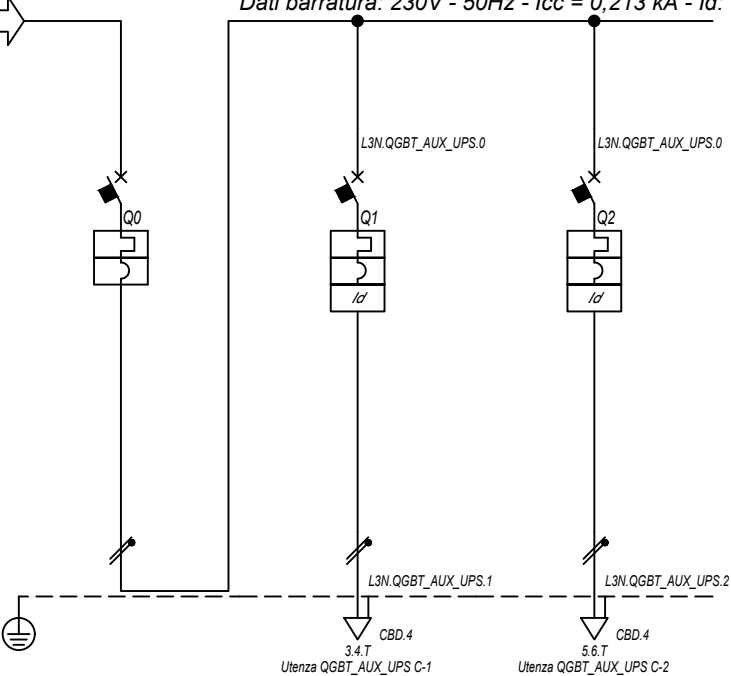 Dati barratura: 230V - 50Hz - Icc = 0,213 kA - Id:
L3N.QGBT_AUX_UPS.0
L3N.QGBT_AUX_UPS.0
Q0
Q1
Q2
Id
Id
L3N.QGBT_AUX_UPS.1
L3N.QGBT_AUX_UPS.2
CBD.4
CBD.4
3.4.T
5.6.T
Utenza QGBT_AUX_UPS C-1
Utenza QGBT_AUX_UPS C-2